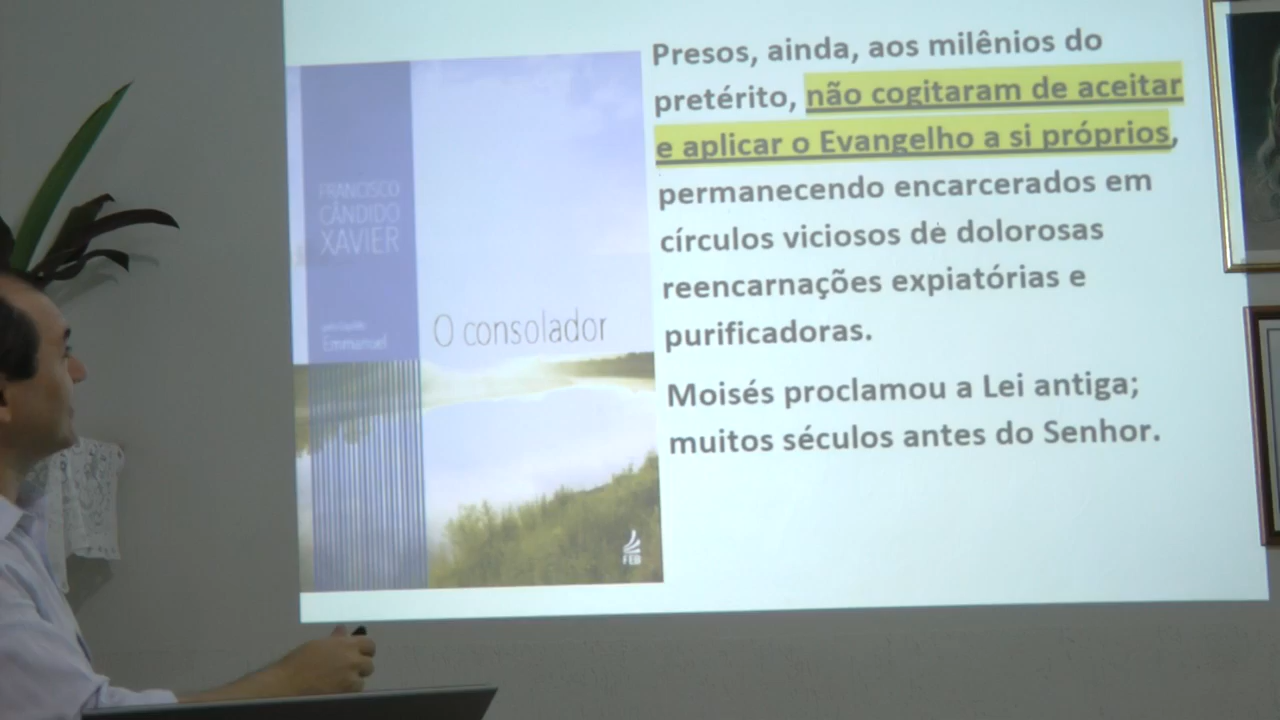 FRANCISCO
CÂNDIDO
XAVIER
Emmanuel
O consolador
FEB
Presos, ainda, aos milênios do
pretérito, não cogitaram de aceitar
e aplicar o Evangelho a si próprios,
permanecendo encarcerados em
círculos viciosos de dolorosas
reencarnações expiatórias e
purificadoras.
Moisés proclamou a Lei antiga;
muitos séculos antes do Senhor.